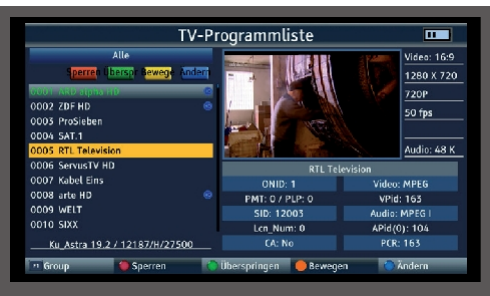 TV-Programmliste
Alle
Sperren Überspr Bewege Ändern
0001 ARD alpha HD
0002 ZDF HD
0003 ProSieben
0004 SAT.1
0005 RTL Television
0006 ServusTV HD
0007 Kabel Eins
0008 arte HD
0009 WELT
0010 SIXX
Ku_Astra 19.2 / 12187/H/27500
Video: 16:9
1280 X 720
720P
50 fps
Audio: 48 K
RTL Television
ONID: 1 Video: MPEG
PMT: 0 / PLP: 0 VPid: 163
SID: 12003 Audio: MPEG I
Lcn_Num: 0 APid(0): 104
CA: No PCR: 163
Group Sperren Überspringen Bewegen Ändern